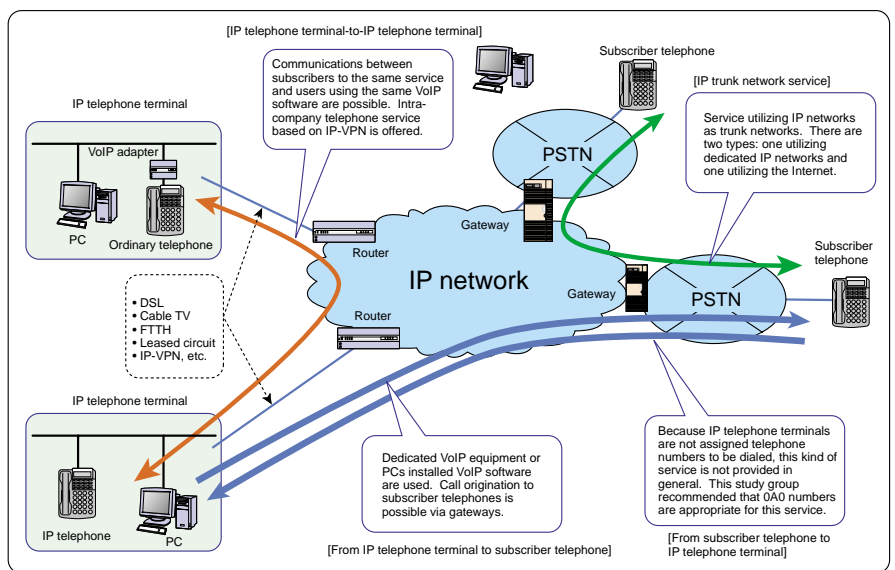 [IP telephone terminal-to-IP telephone terminal]
Communications between
subscribers to the same service
and users using the same VoIP
software are possible.  Intra-
company telephone service
based on IP-VPN is offered.
Subscriber telephone
[IP trunk network service]
Service utilizing IP networks
as trunk networks.  There are
two types: one utilizing
dedicated IP networks and
one utilizing the Internet.
IP telephone terminal
VoIP adapter
PC
Ordinary telephone
PSTN
Gateway
Router
IP network
Gateway
Router
Subscriber
telephone
PSTN
• DSL
• Cable TV
• FTTH
• Leased circuit
• IP-VPN, etc.
IP telephone terminal
IP telephone
PC
Dedicated VoIP equipment or
PCs installed VoIP software
are used.  Call origination to
subscriber telephones is
possible via gateways.
[From IP telephone terminal to subscriber telephone]
Because IP telephone terminals
are not assigned telephone
numbers to be dialed, this kind of
service is not provided in
general.  This study group
recommended that 0A0 numbers
are appropriate for this service.
[From subscriber telephone to
IP telephone terminal]